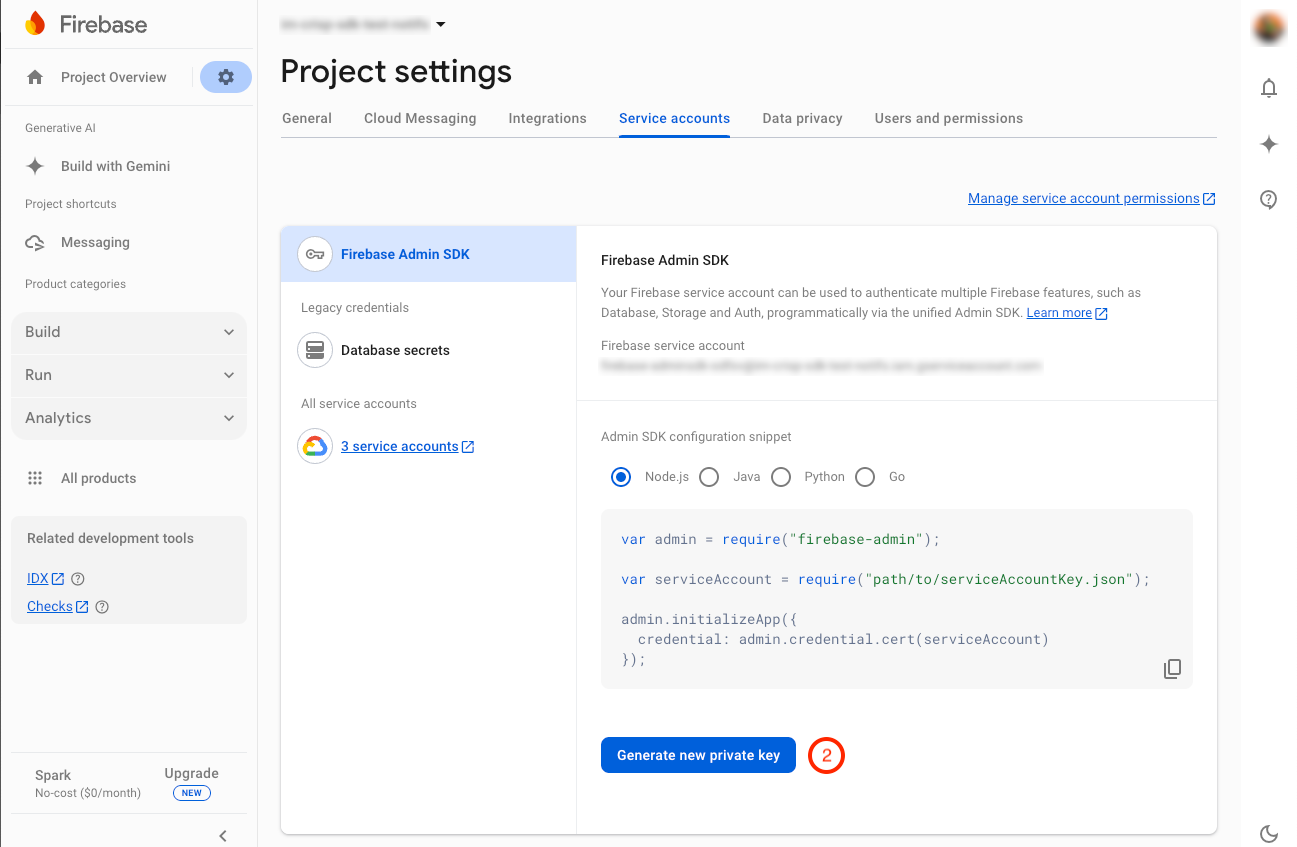 Firebase
Project Overview
Generative AI
Build with Gemini
Project shortcuts
Messaging
Product categories
Build
Run
Analytics
All products
Related development tools
IDX
Checks
Spark
No-cost ($0/month)
Upgrade
NEW
Project settings
General
Cloud Messaging
Integrations
Service accounts
Data privacy
Users and permissions
Manage service account permissions
Firebase Admin SDK
Legacy credentials
Database secrets
All service accounts
3 service accounts
Firebase Admin SDK
Your Firebase service account can be used to authenticate multiple Firebase features, such as
Database, Storage and Auth, programmatically via the unified Admin SDK. Learn more
Firebase service account
Admin SDK configuration snippet
Node.js
Java
Python
Go
var admin = require("firebase-admin");
var serviceAccount = require("path/to/serviceAccountKey.json");
admin.initializeApp({
  credential: admin.credential.cert(serviceAccount)
});
Generate new private key
2